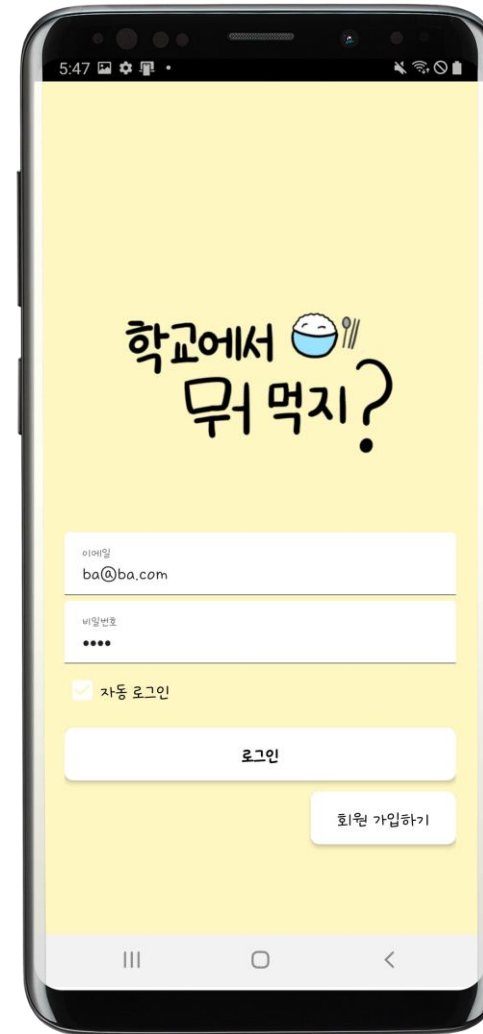 5:47
학교에서
뭐 먹지?
이메일
ba@ba.com
비밀번호
••••
자동 로그인
로그인
회원 가입하기